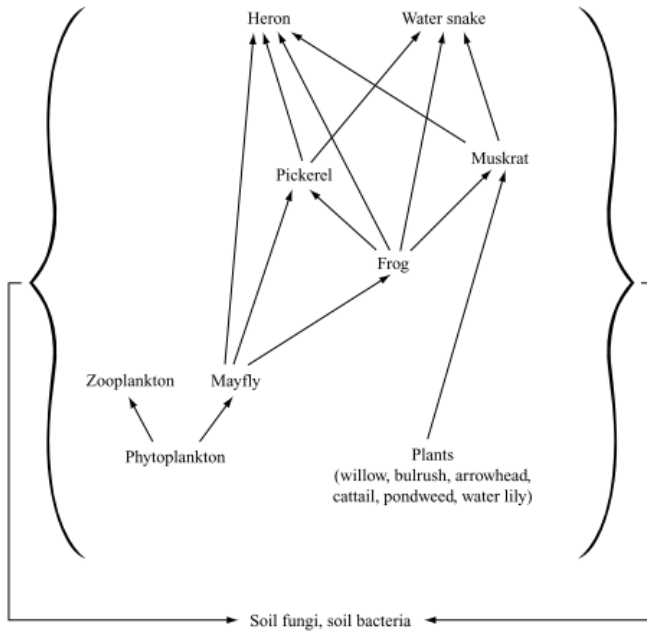 Heron
Water snake
Muskrat
Pickerel
Frog
Zooplankton
Mayfly
Phytoplankton
Plants
(willow, bulrush, arrowhead,
cattail, pondweed, water lily)
Soil fungi, soil bacteria